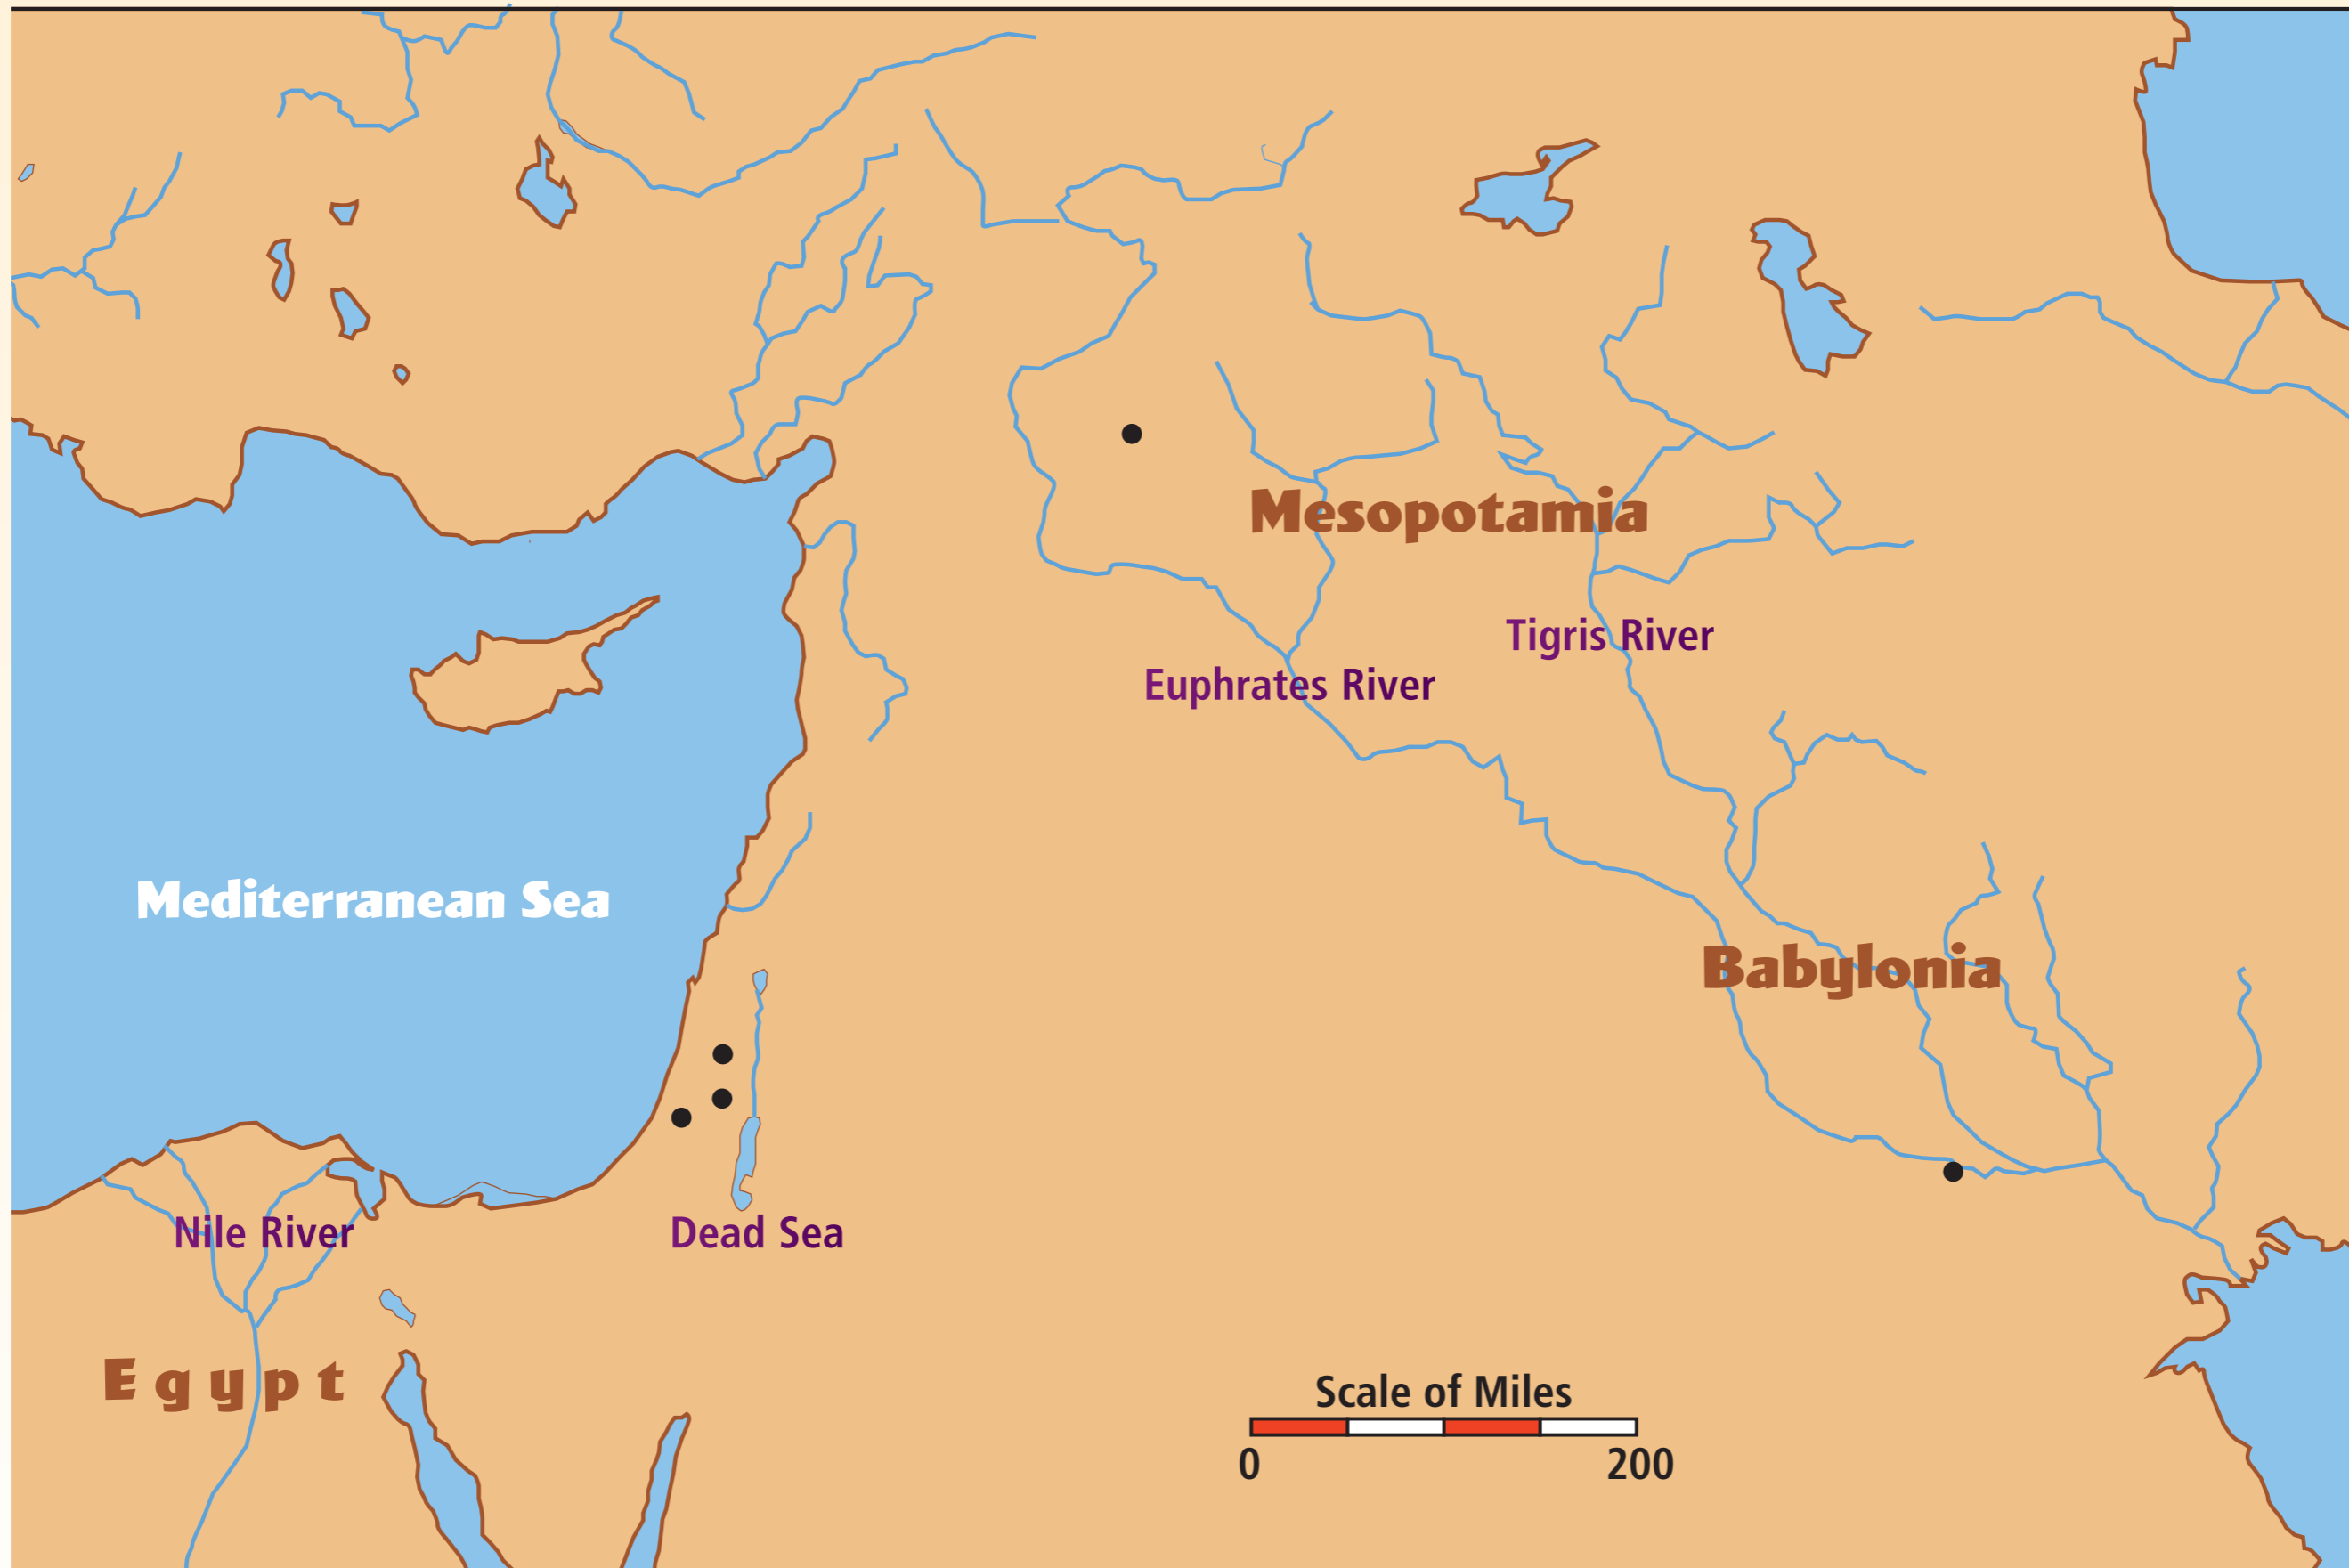 Mesopotamia
Tigris River
Euphrates River
Mediterranean Sea
Babylonia
Nile River
Dead Sea
Egypt
Scale of Miles
0 200